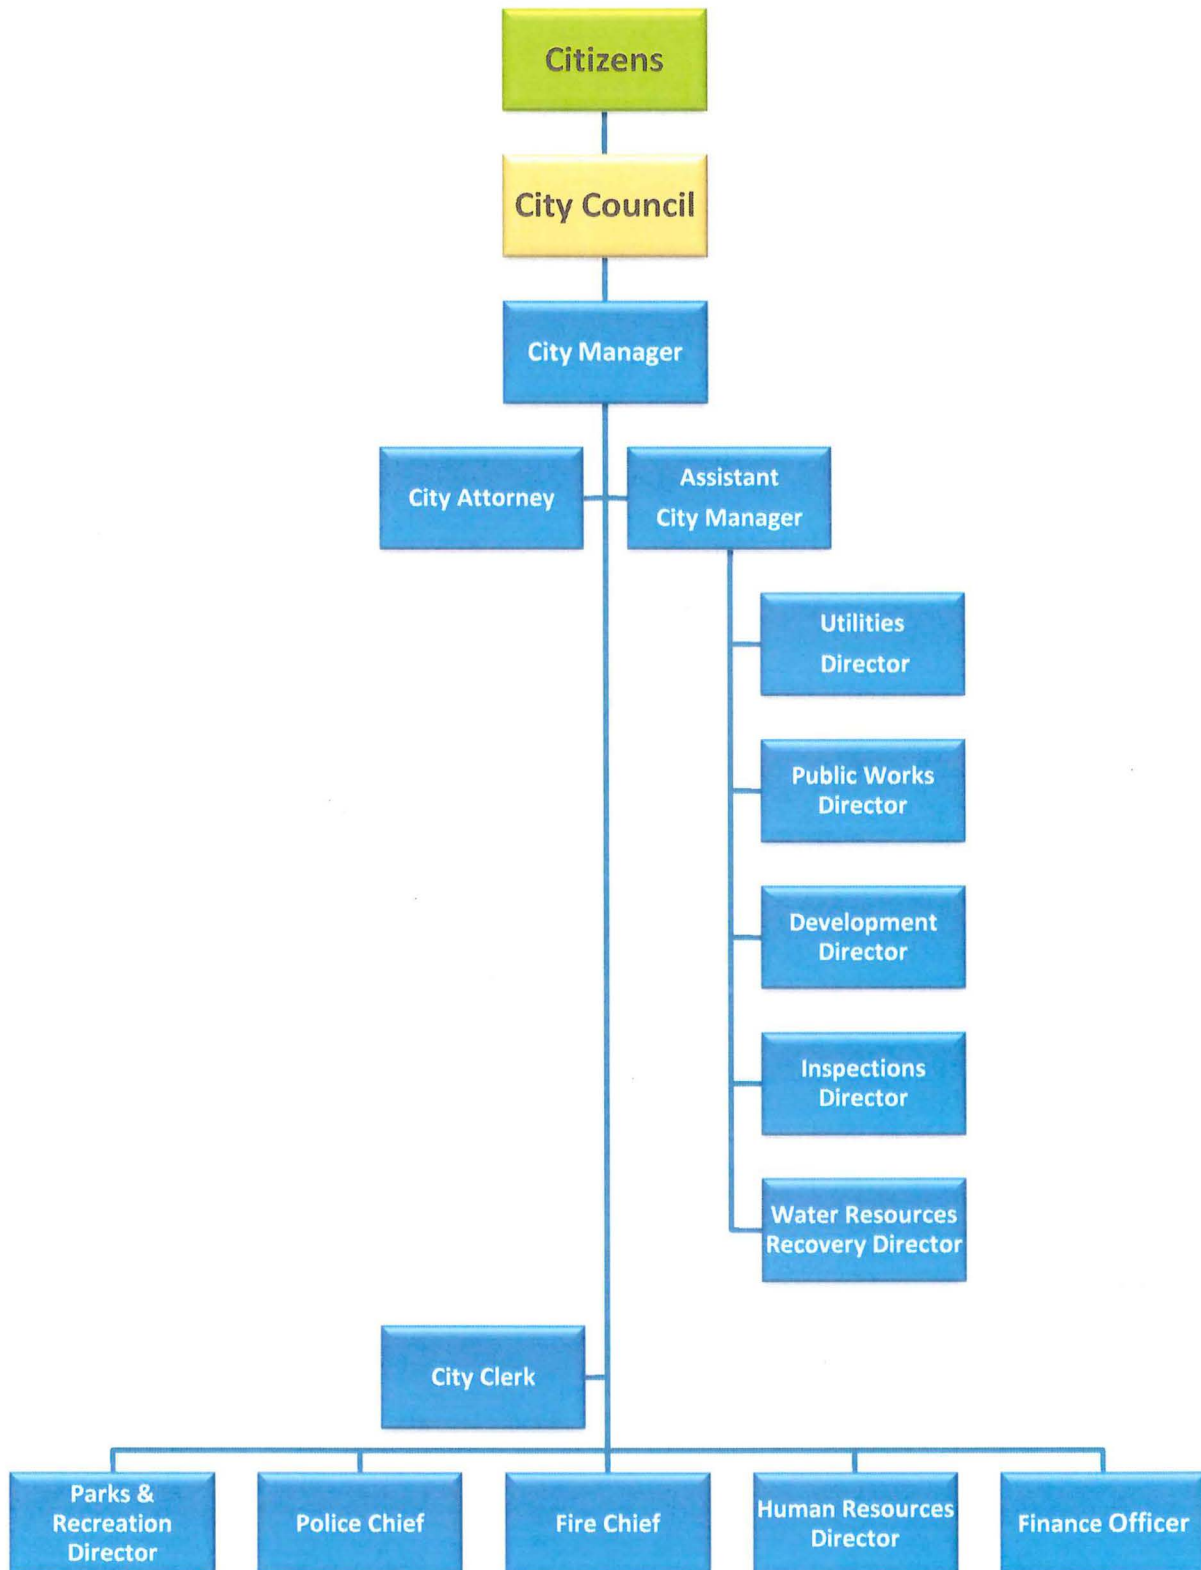 Citizens
City Council
City Manager
City Attorney
Assistant
City Manager
Utilities
Director
Public Works
Director
Development
Director
Inspections
Director
Water Resources
Recovery Director
City Clerk
Parks &
Recreation
Director
Police Chief
Fire Chief
Human Resources
Director
Finance Officer